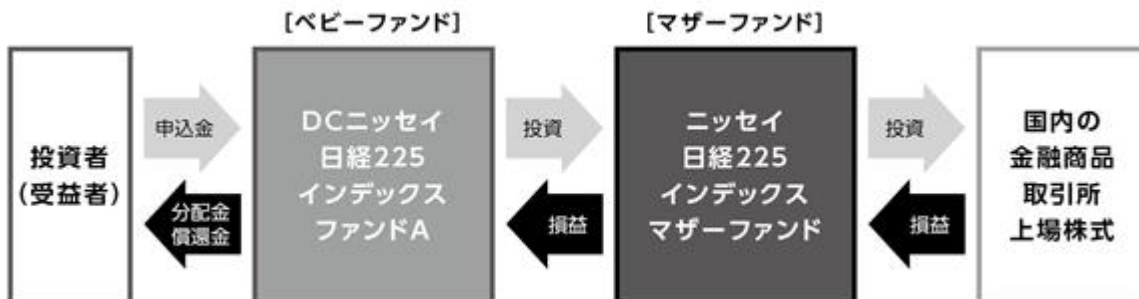 [ベビーファンド]
[マザーファンド]
投資者
(受益者)
申込金
分配金
償還金
DCニッセイ
日経225
インデックス
ファンドA
投資
損益
ニッセイ
日経225
インデックス
マザーファンド
投資
損益
国内の
金融商品
取引所
上場株式